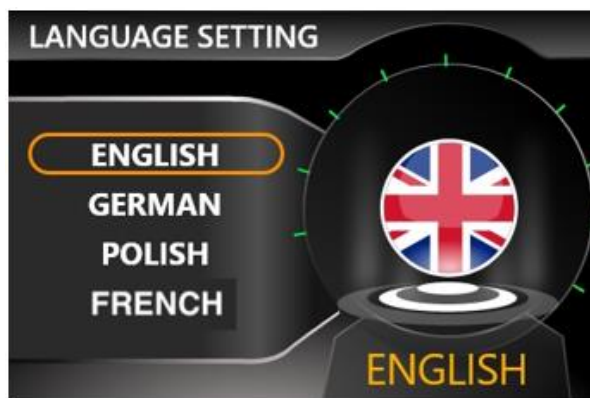 LANGUAGE SETTING
ENGLISH
GERMAN
POLISH
FRENCH
ENGLISH